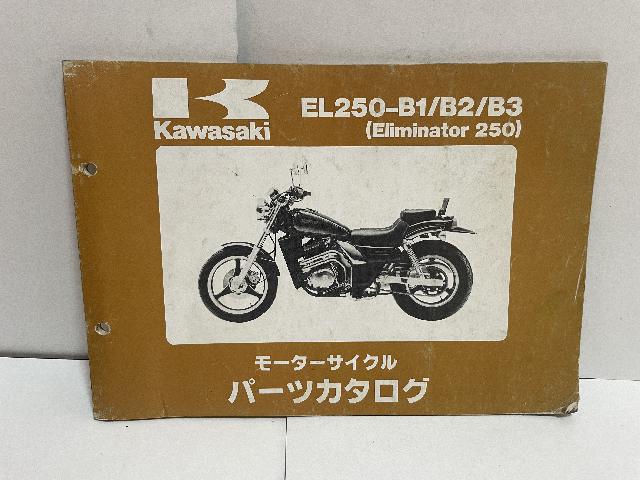 Kawasaki
EL250-B1/B2/B3
(Eliminator 250)
モーターサイクル
パーツカタログ